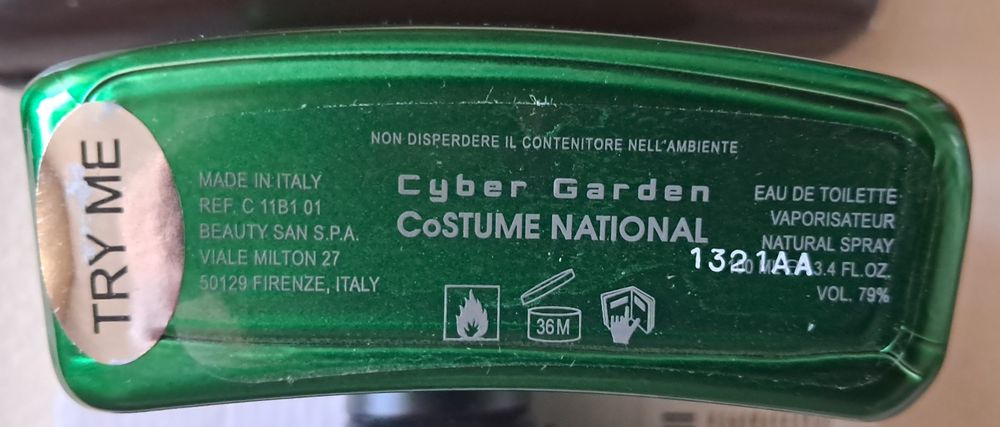 TRY ME
NON DISPERDERE IL CONTENITORE NELL'AMBIENTE
MADE IN ITALY
REF. C 11B1 01
BEAUTY SAN S.P.A.
VIALE MILTON 27
50129 FIRENZE, ITALY
Cyber Garden
CoSTUME NATIONAL
36M
EAU DE TOILETTE
VAPORISATEUR
NATURAL SPRAY
1321AA
3.4 FL. OZ.
VOL. 79%